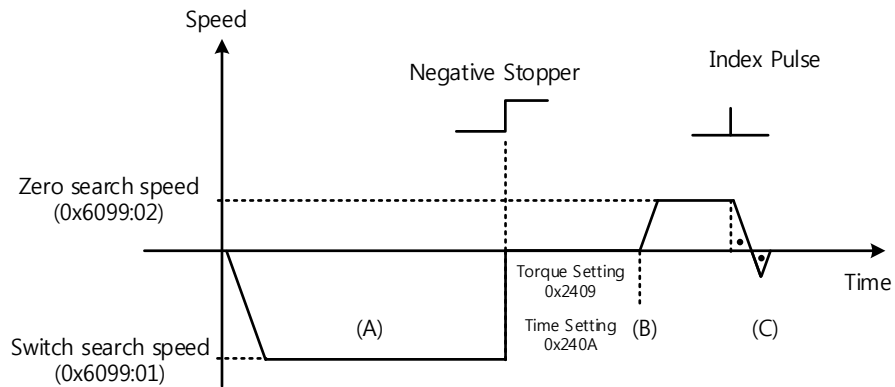 Speed
Negative Stopper
Index Pulse
Zero search speed
(0x6099:02)
Time
Torque Setting
0x2409
Time Setting
0x240A
(A)
(B)
(C)
Switch search speed
(0x6099:01)